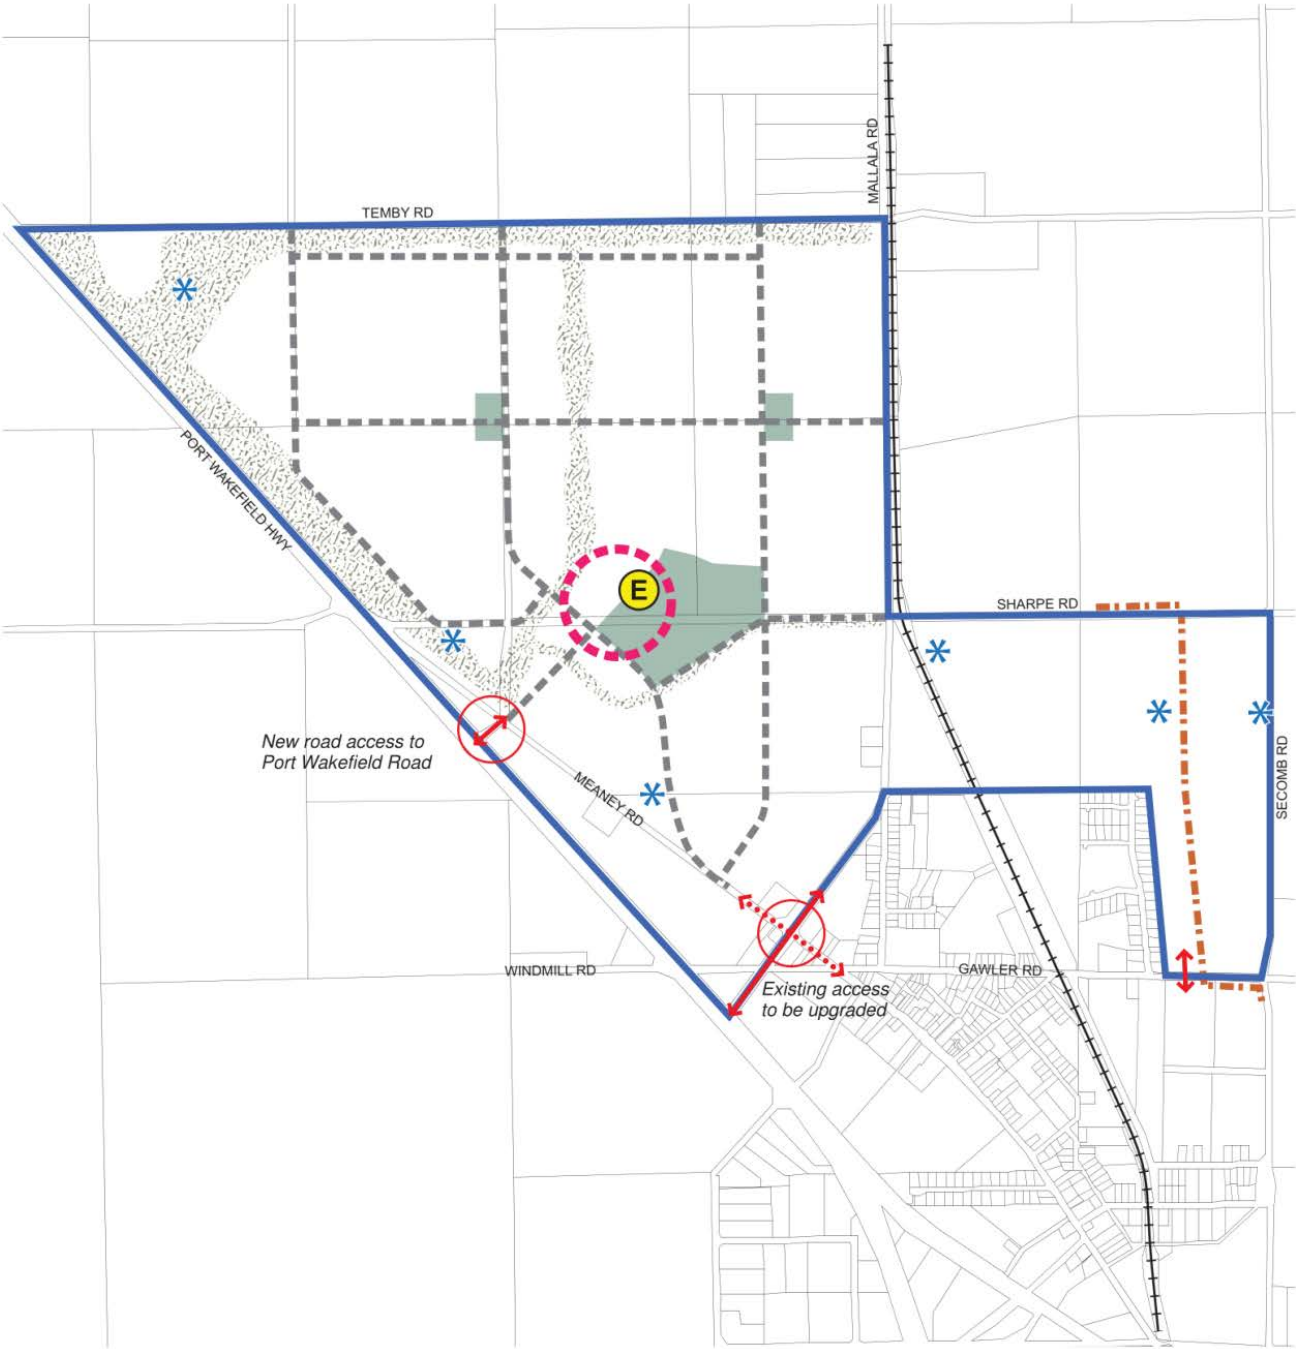 MALLALA RD
TEMBY RD
PORT WAKEFIELD HWY
E
SHARPE RD
New road access to
Port Wakefield Road
MEANEY RD
SECOMB RD
WINDMILL RD
GAWLER RD
Existing access
to be upgraded